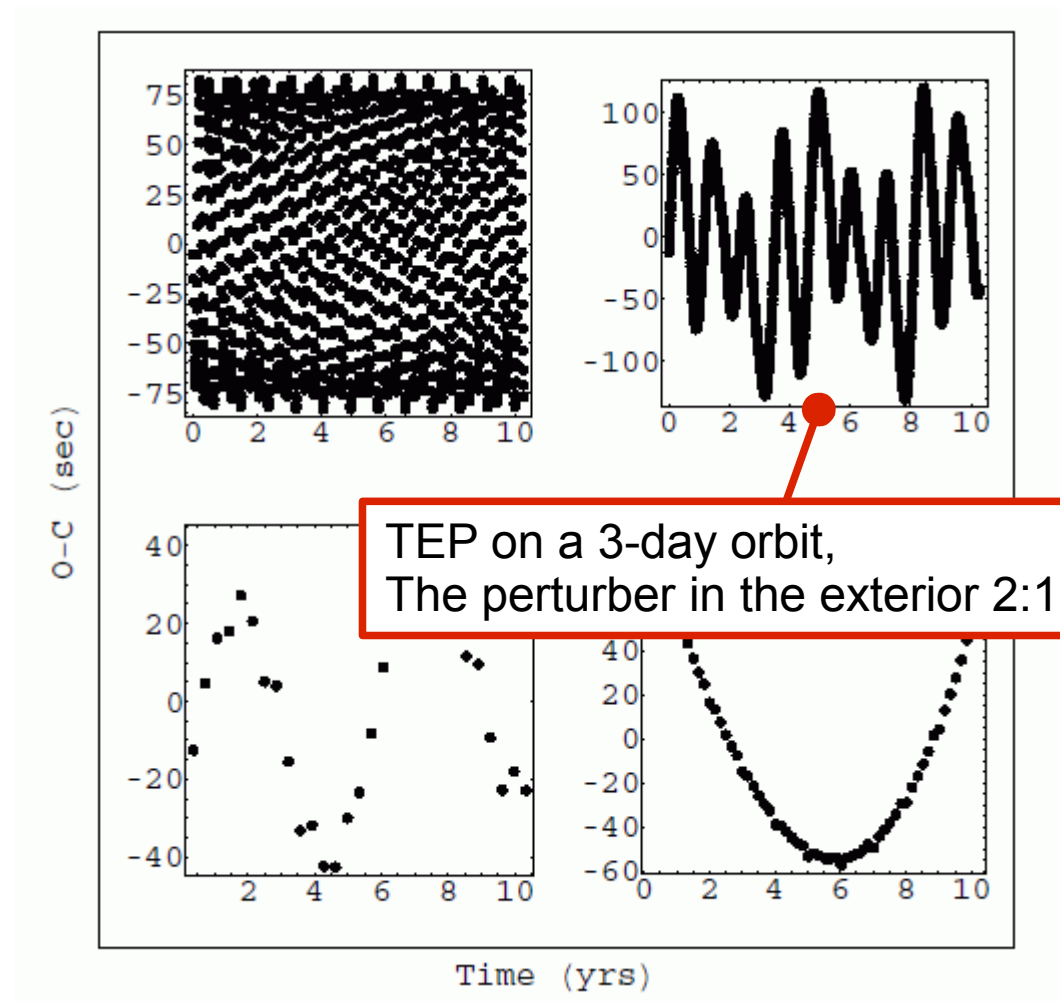 75
50
25
0
-25
-50
-75
0 2 4 6 8 10
100
50
0
-50
-100
0 2 4 6 8 10
O-C (sec)
TEP on a 3-day orbit,
The perturber in the exterior 2:1
40
20
0
-20
-40
2 4 6 8 10
40
20
0
-20
-40
-60
0 2 4 6 8 10
Time (yrs)